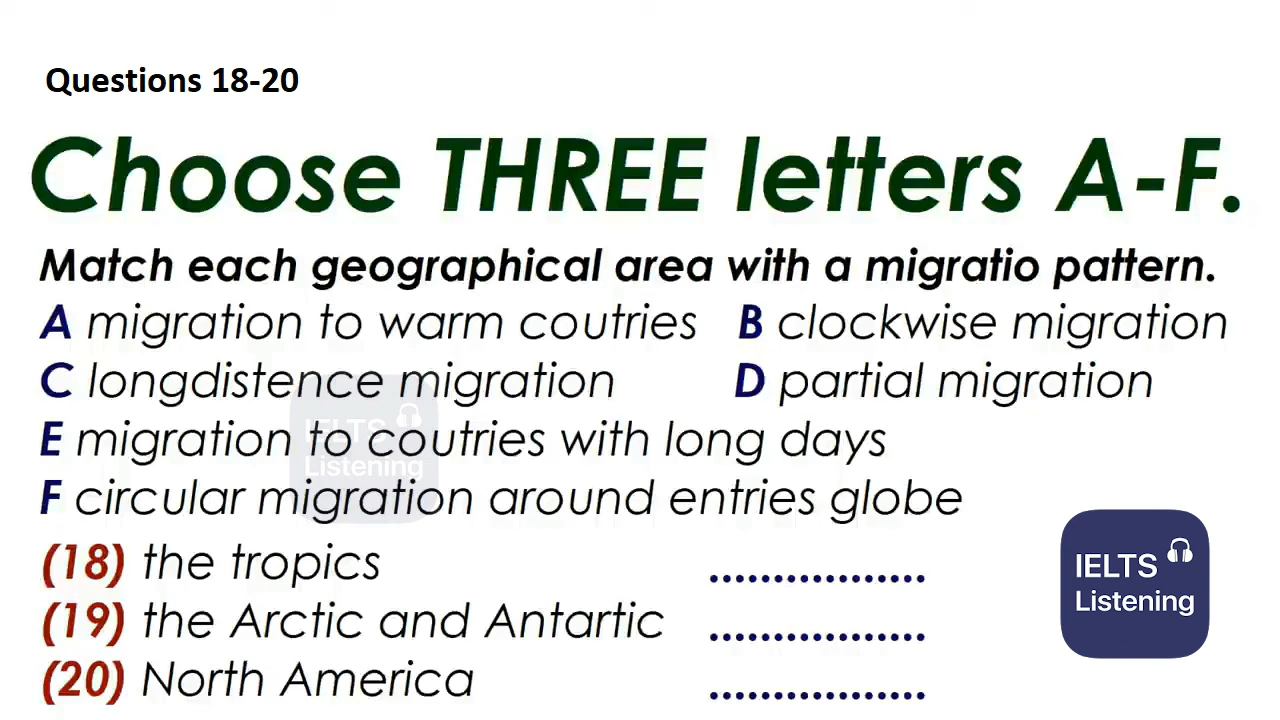 Questions 18-20
Choose THREE letters A-F.
Match each geographical area with a migratio pattern.
A migration to warm coutries B clockwise migration
C longdistence migration D partial migration
E migration to coutries with long days
F circular migration around entries globe
(18) the tropics .................
(19) the Arctic and Antartic .................
(20) North America .................
IELTS
Listening
IELTS
Listening